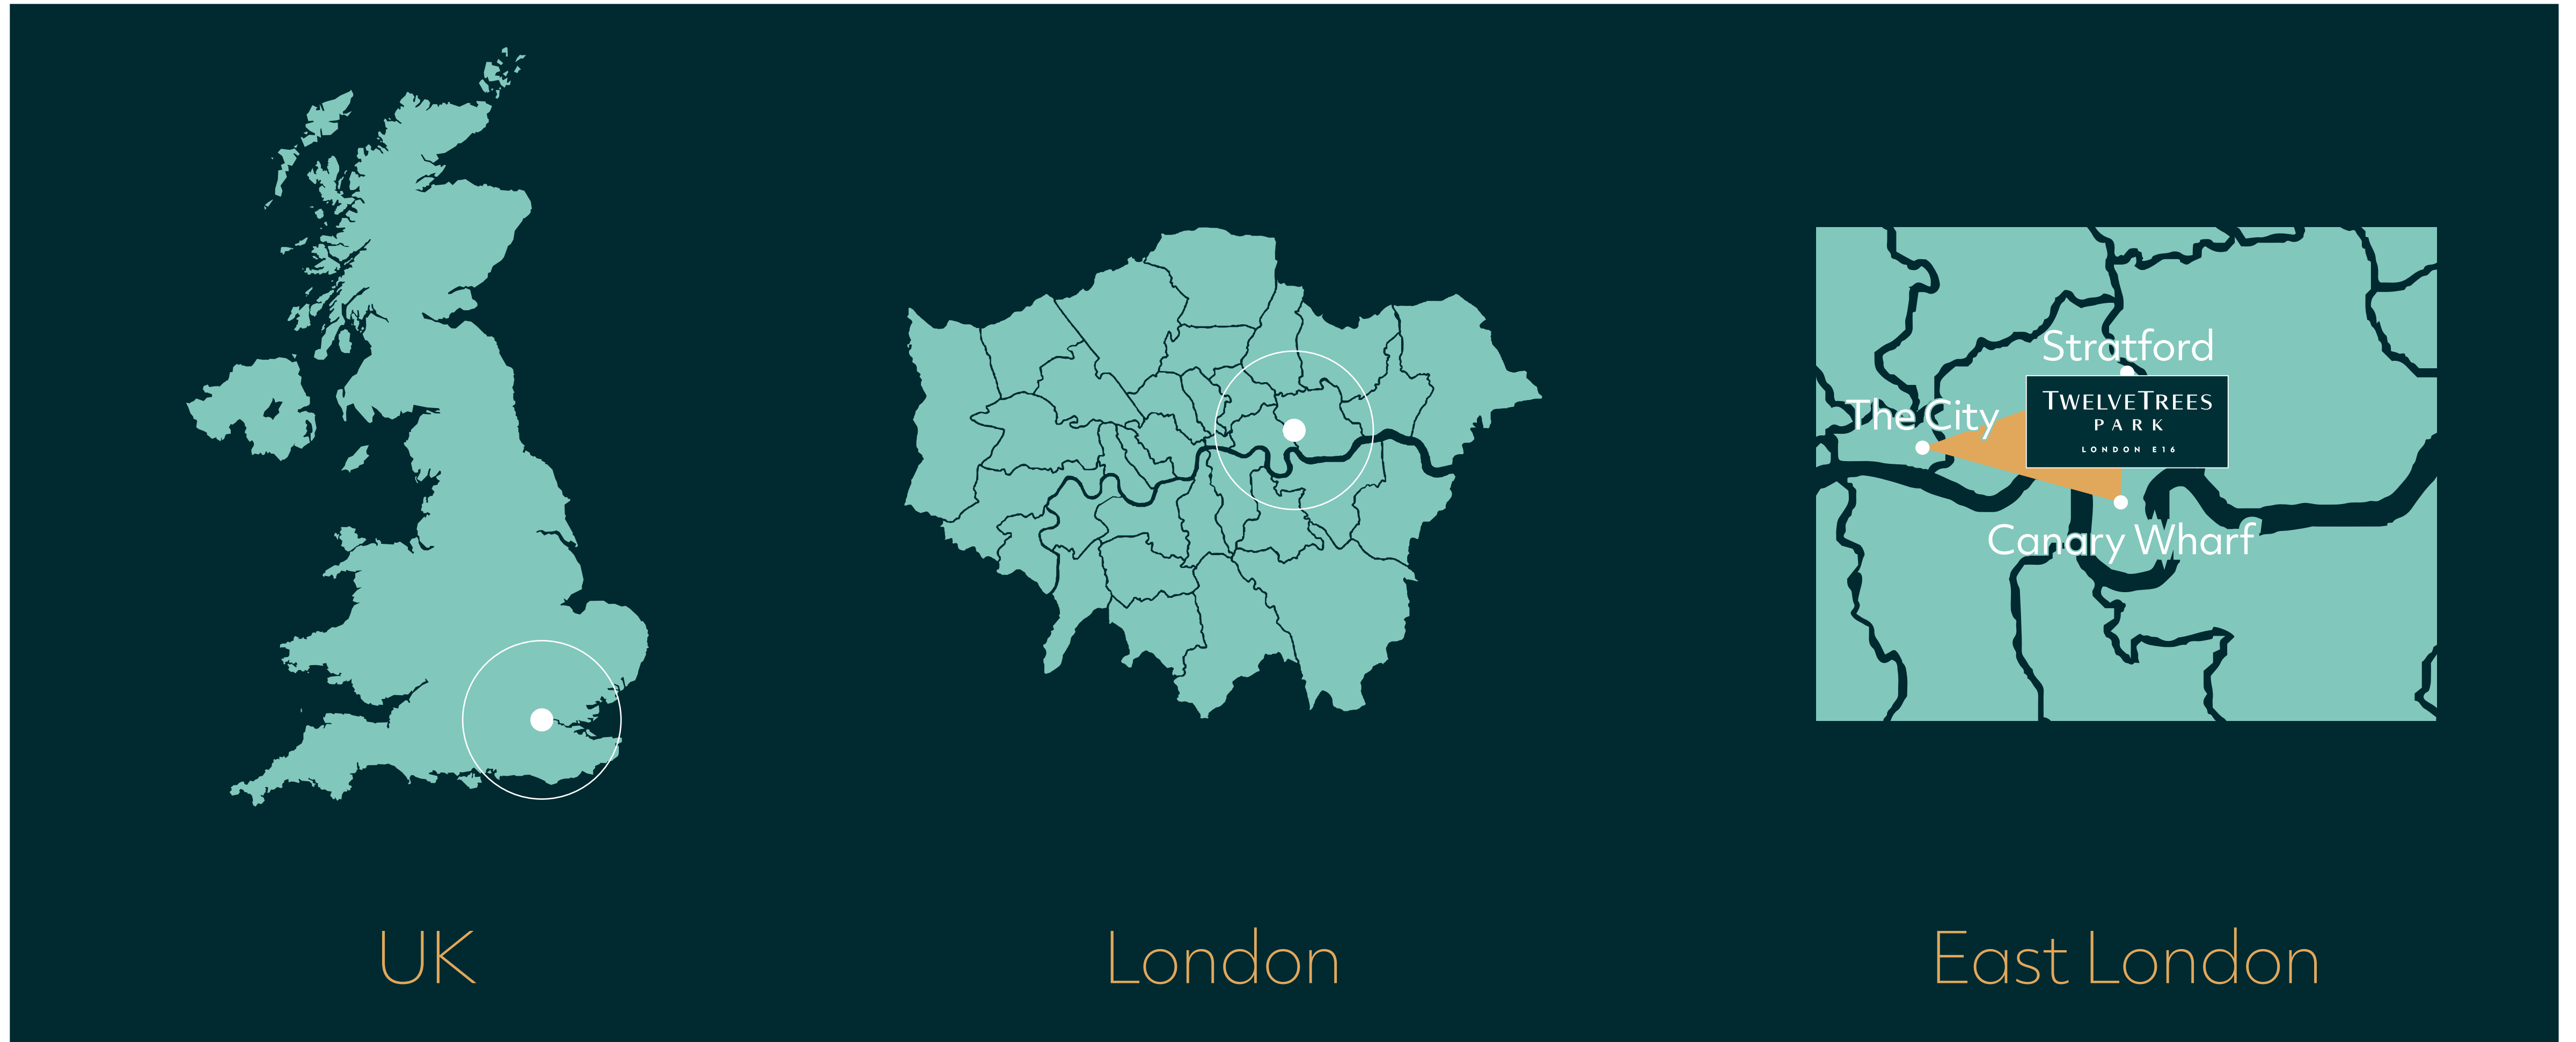 Stratford
TWELVETREES
PARK
LONDON E16
The City
Canary Wharf
UK
London
East London